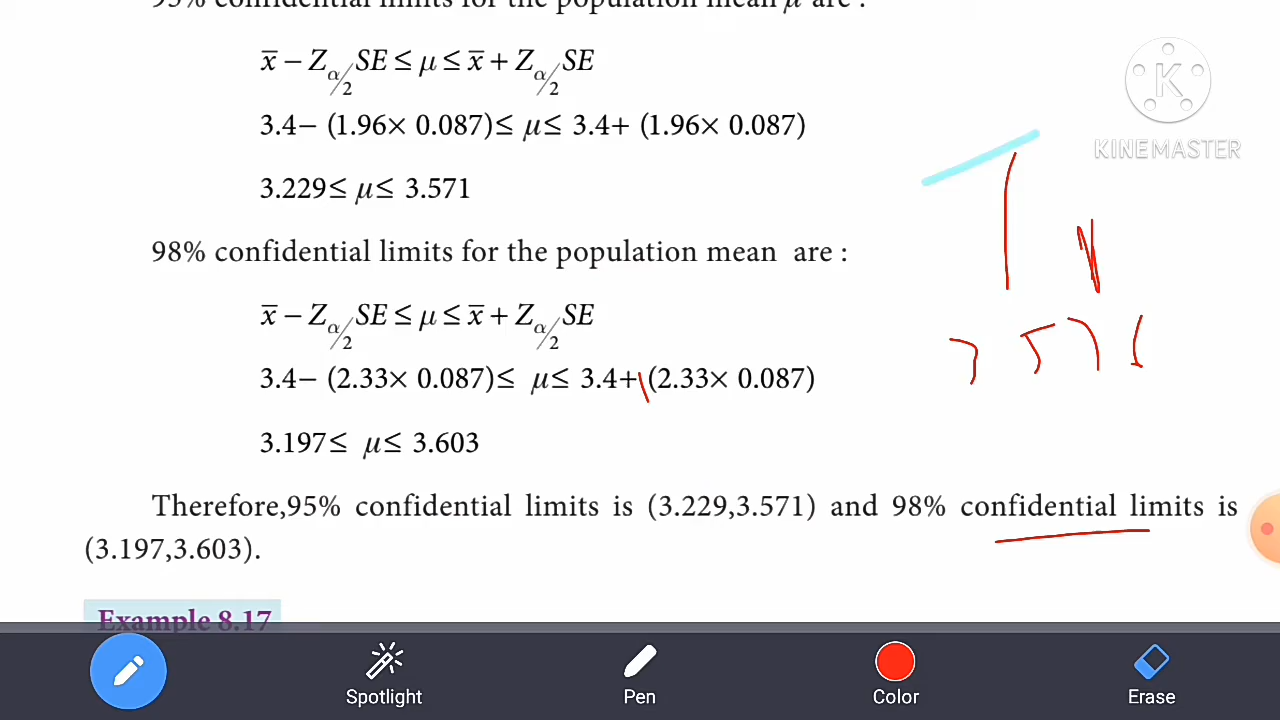 95% confidential limits for the population mean μ are :
x̅ − Zα/2 SE ≤ μ ≤ x̅ + Zα/2 SE
3.4− (1.96× 0.087)≤ μ≤ 3.4+ (1.96× 0.087)
3.229≤ μ≤ 3.571
98% confidential limits for the population mean are :
x̅ − Zα/2 SE ≤ μ ≤ x̅ + Zα/2 SE
3.4− (2.33× 0.087)≤ μ≤ 3.4+ (2.33× 0.087)
3.197≤ μ≤ 3.603
Therefore,95% confidential limits is (3.229,3.571) and 98% confidential limits is
(3.197,3.603).
Example 8.17
K
KINEMASTER
Spotlight
Pen
Color
Erase